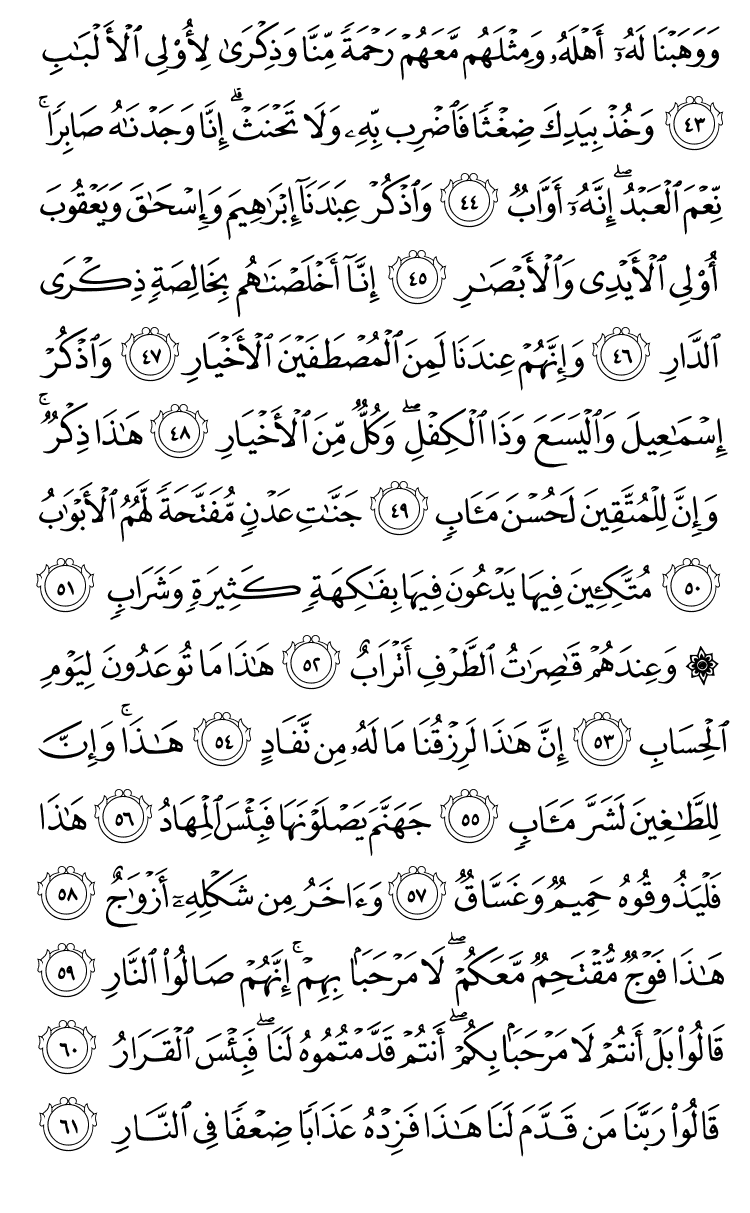 وَوَهَبْنَا لَهُۥٓ أَهْلَهُۥ وَمِثْلَهُم مَّعَهُمْ رَحْمَةً مِّنَّا وَذِكْرَىٰ لِأُو۟لِى ٱلْأَلْبَـٰبِ
٤٣ وَخُذْ بِيَدِكَ ضِغْثًا فَٱضْرِب بِّهِۦ وَلَا تَحْنَثْ ۗ إِنَّا وَجَدْنَـٰهُ صَابِرًا ۚ
نِّعْمَ ٱلْعَبْدُ ۖ إِنَّهُۥٓ أَوَّابٌ ٤٤ وَٱذْكُرْ عِبَـٰدَنَآ إِبْرَٰهِيمَ وَإِسْحَـٰقَ وَيَعْقُوبَ
أُو۟لِى ٱلْأَيْدِى وَٱلْأَبْصَـٰرِ ٤٥ إِنَّآ أَخْلَصْنَـٰهُم بِخَالِصَةٍ ذِكْرَى
ٱلدَّارِ ٤٦ وَإِنَّهُمْ عِندَنَا لَمِنَ ٱلْمُصْطَفَيْنَ ٱلْأَخْيَارِ ٤٧ وَٱذْكُرْ
إِسْمَـٰعِيلَ وَٱلْيَسَعَ وَذَا ٱلْكِفْلِ ۖ وَكُلٌّ مِّنَ ٱلْأَخْيَارِ ٤٨ هَـٰذَا ذِكْرٌ ۚ
وَإِنَّ لِلْمُتَّقِينَ لَحُسْنَ مَـَٔابٍ ٤٩ جَنَّـٰتِ عَدْنٍ مُّفَتَّحَةً لَّهُمُ ٱلْأَبْوَٰبُ
٥٠ مُتَّكِـِٔينَ فِيهَا يَدْعُونَ فِيهَا بِفَـٰكِهَةٍ كَثِيرَةٍ وَشَرَابٍ ٥١
۞ وَعِندَهُمْ قَـٰصِرَٰتُ ٱلطَّرْفِ أَتْرَابٌ ٥٢ هَـٰذَا مَا تُوعَدُونَ لِيَوْمِ
ٱلْحِسَابِ ٥٣ إِنَّ هَـٰذَا لَرِزْقُنَا مَا لَهُۥ مِن نَّفَادٍ ٥٤ هَـٰذَا ۚ وَإِنَّ
لِلطَّـٰغِينَ لَشَرَّ مَـَٔابٍ ٥٥ جَهَنَّمَ يَصْلَوْنَهَا فَبِئْسَ ٱلْمِهَادُ ٥٦ هَـٰذَا
فَلْيَذُوقُوهُ حَمِيمٌ وَغَسَّاقٌ ٥٧ وَءَاخَرُ مِن شَكْلِهِۦٓ أَزْوَٰجٌ ٥٨
هَـٰذَا فَوْجٌ مُّقْتَحِمٌ مَّعَكُمْ ۖ لَا مَرْحَبًۢا بِهِمْ ۚ إِنَّهُمْ صَالُوا۟ ٱلنَّارِ ٥٩
قَالُوا۟ بَلْ أَنتُمْ لَا مَرْحَبًۢا بِكُمْ ۖ أَنتُمْ قَدَّمْتُمُوهُ لَنَا ۖ فَبِئْسَ ٱلْقَرَارُ ٦٠
قَالُوا۟ رَبَّنَا مَن قَدَّمَ لَنَا هَـٰذَا فَزِدْهُ عَذَابًا ضِعْفًا فِى ٱلنَّارِ ٦١